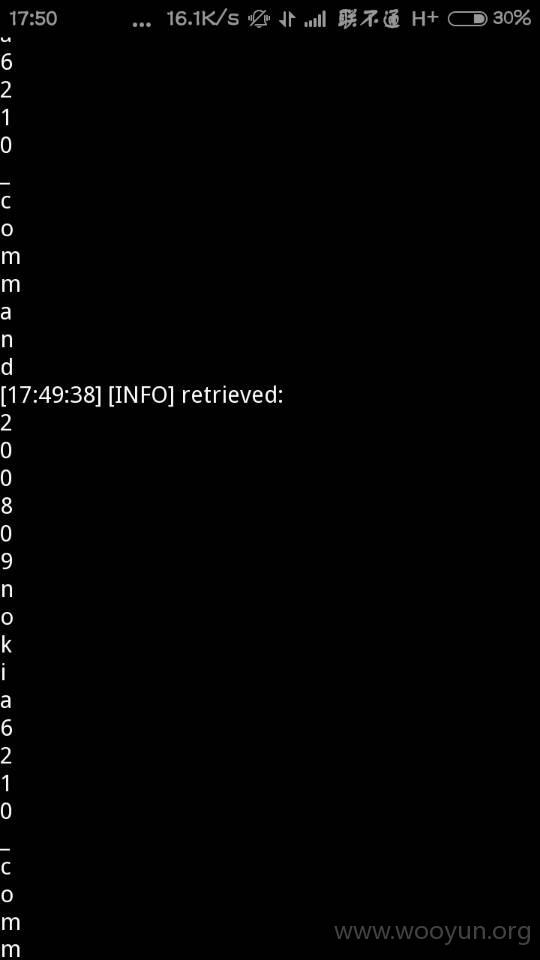 17:50 ... 16.1K/s 联不通 H+ 30%
6
2
1
0
_
c
o
m
m
a
n
d
[17:49:38] [INFO] retrieved:
2
0
0
8
0
9
n
o
k
i
a
6
2
1
0
_
c
o
m
m
www.wooyun.org